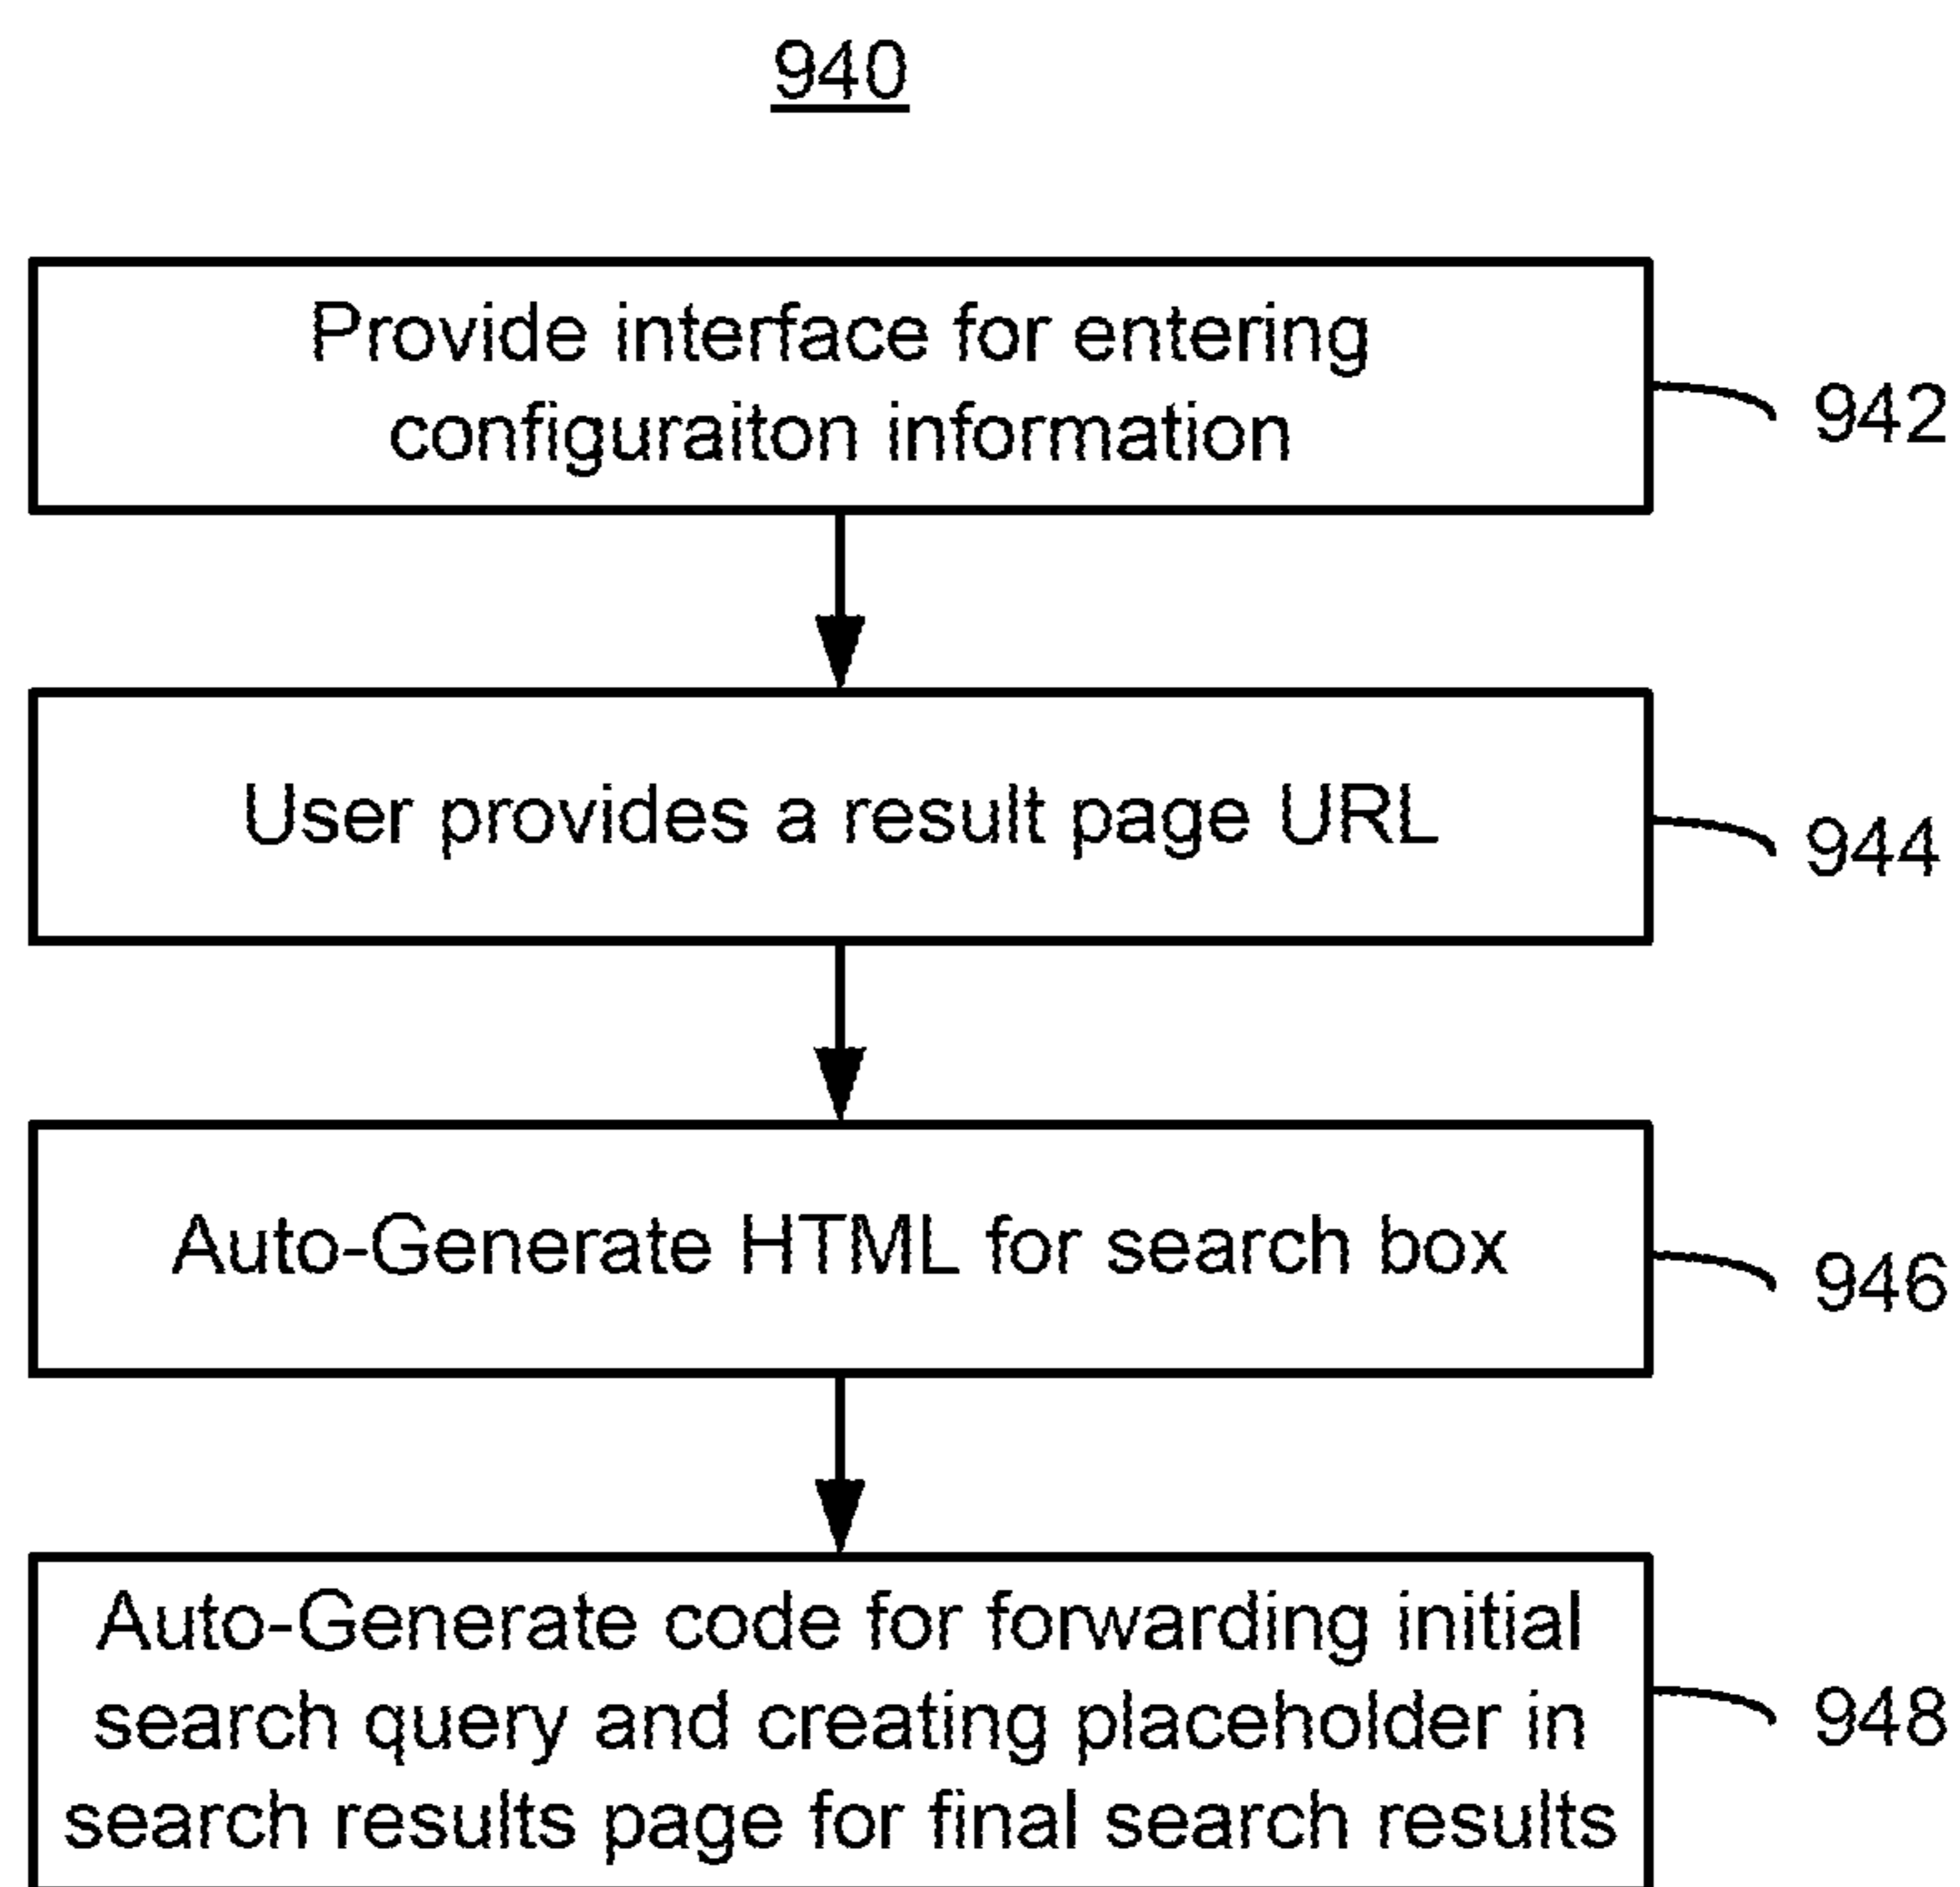 940
Provide interface for entering
configuraiton information
942
User provides a result page URL
944
Auto-Generate HTML for search box
946
Auto-Generate code for forwarding initial
search query and creating placeholder in
search results page for final search results
948